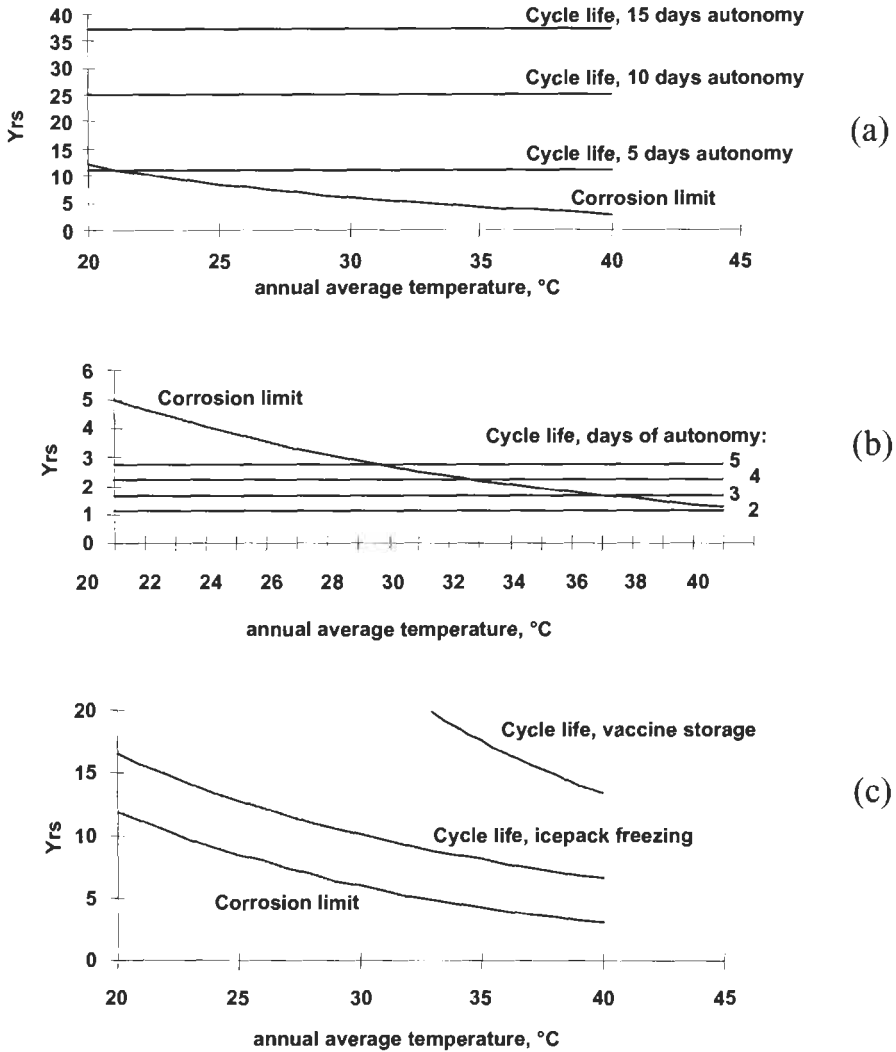 40
35
30
25
20
15
10
5
0
Yrs
Cycle life, 15 days autonomy
Cycle life, 10 days autonomy
Cycle life, 5 days autonomy
Corrosion limit
20 25 30 35 40 45
annual average temperature, °C
(a)
6
5
4
3
2
1
0
Yrs
Corrosion limit
Cycle life, days of autonomy:
5
4
3
2
20 22 24 26 28 30 32 34 36 37 40
annual average temperature, °C
(b)
20
15
10
5
0
Yrs
Cycle life, vaccine storage
Cycle life, icepack freezing
Corrosion limit
20 25 30 35 40 45
annual average temperature, °C
(c)